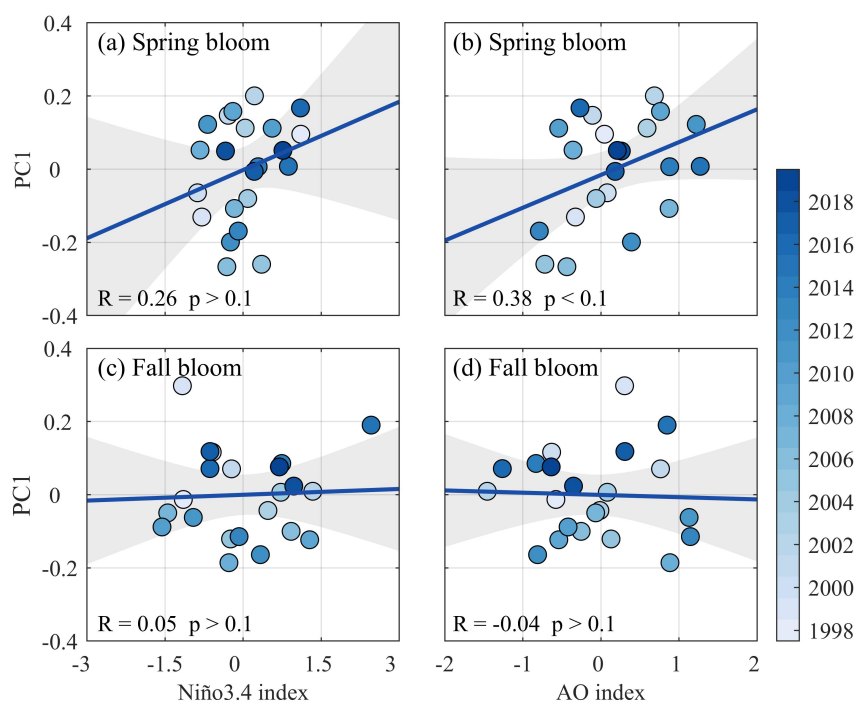 0.4
(a) Spring bloom
(b) Spring bloom
0.2
PC1
0
-0.2
R = 0.26 p > 0.1
R = 0.38 p < 0.1
-0.4
0.4
(c) Fall bloom
(d) Fall bloom
0.2
PC1
0
-0.2
R = 0.05 p > 0.1
R = -0.04 p > 0.1
-0.4
-3 -1.5 0 1.5 3
-2 -1 0 1 2
Niño3.4 index
AO index
2018
2016
2014
2012
2010
2008
2006
2004
2002
2000
1998